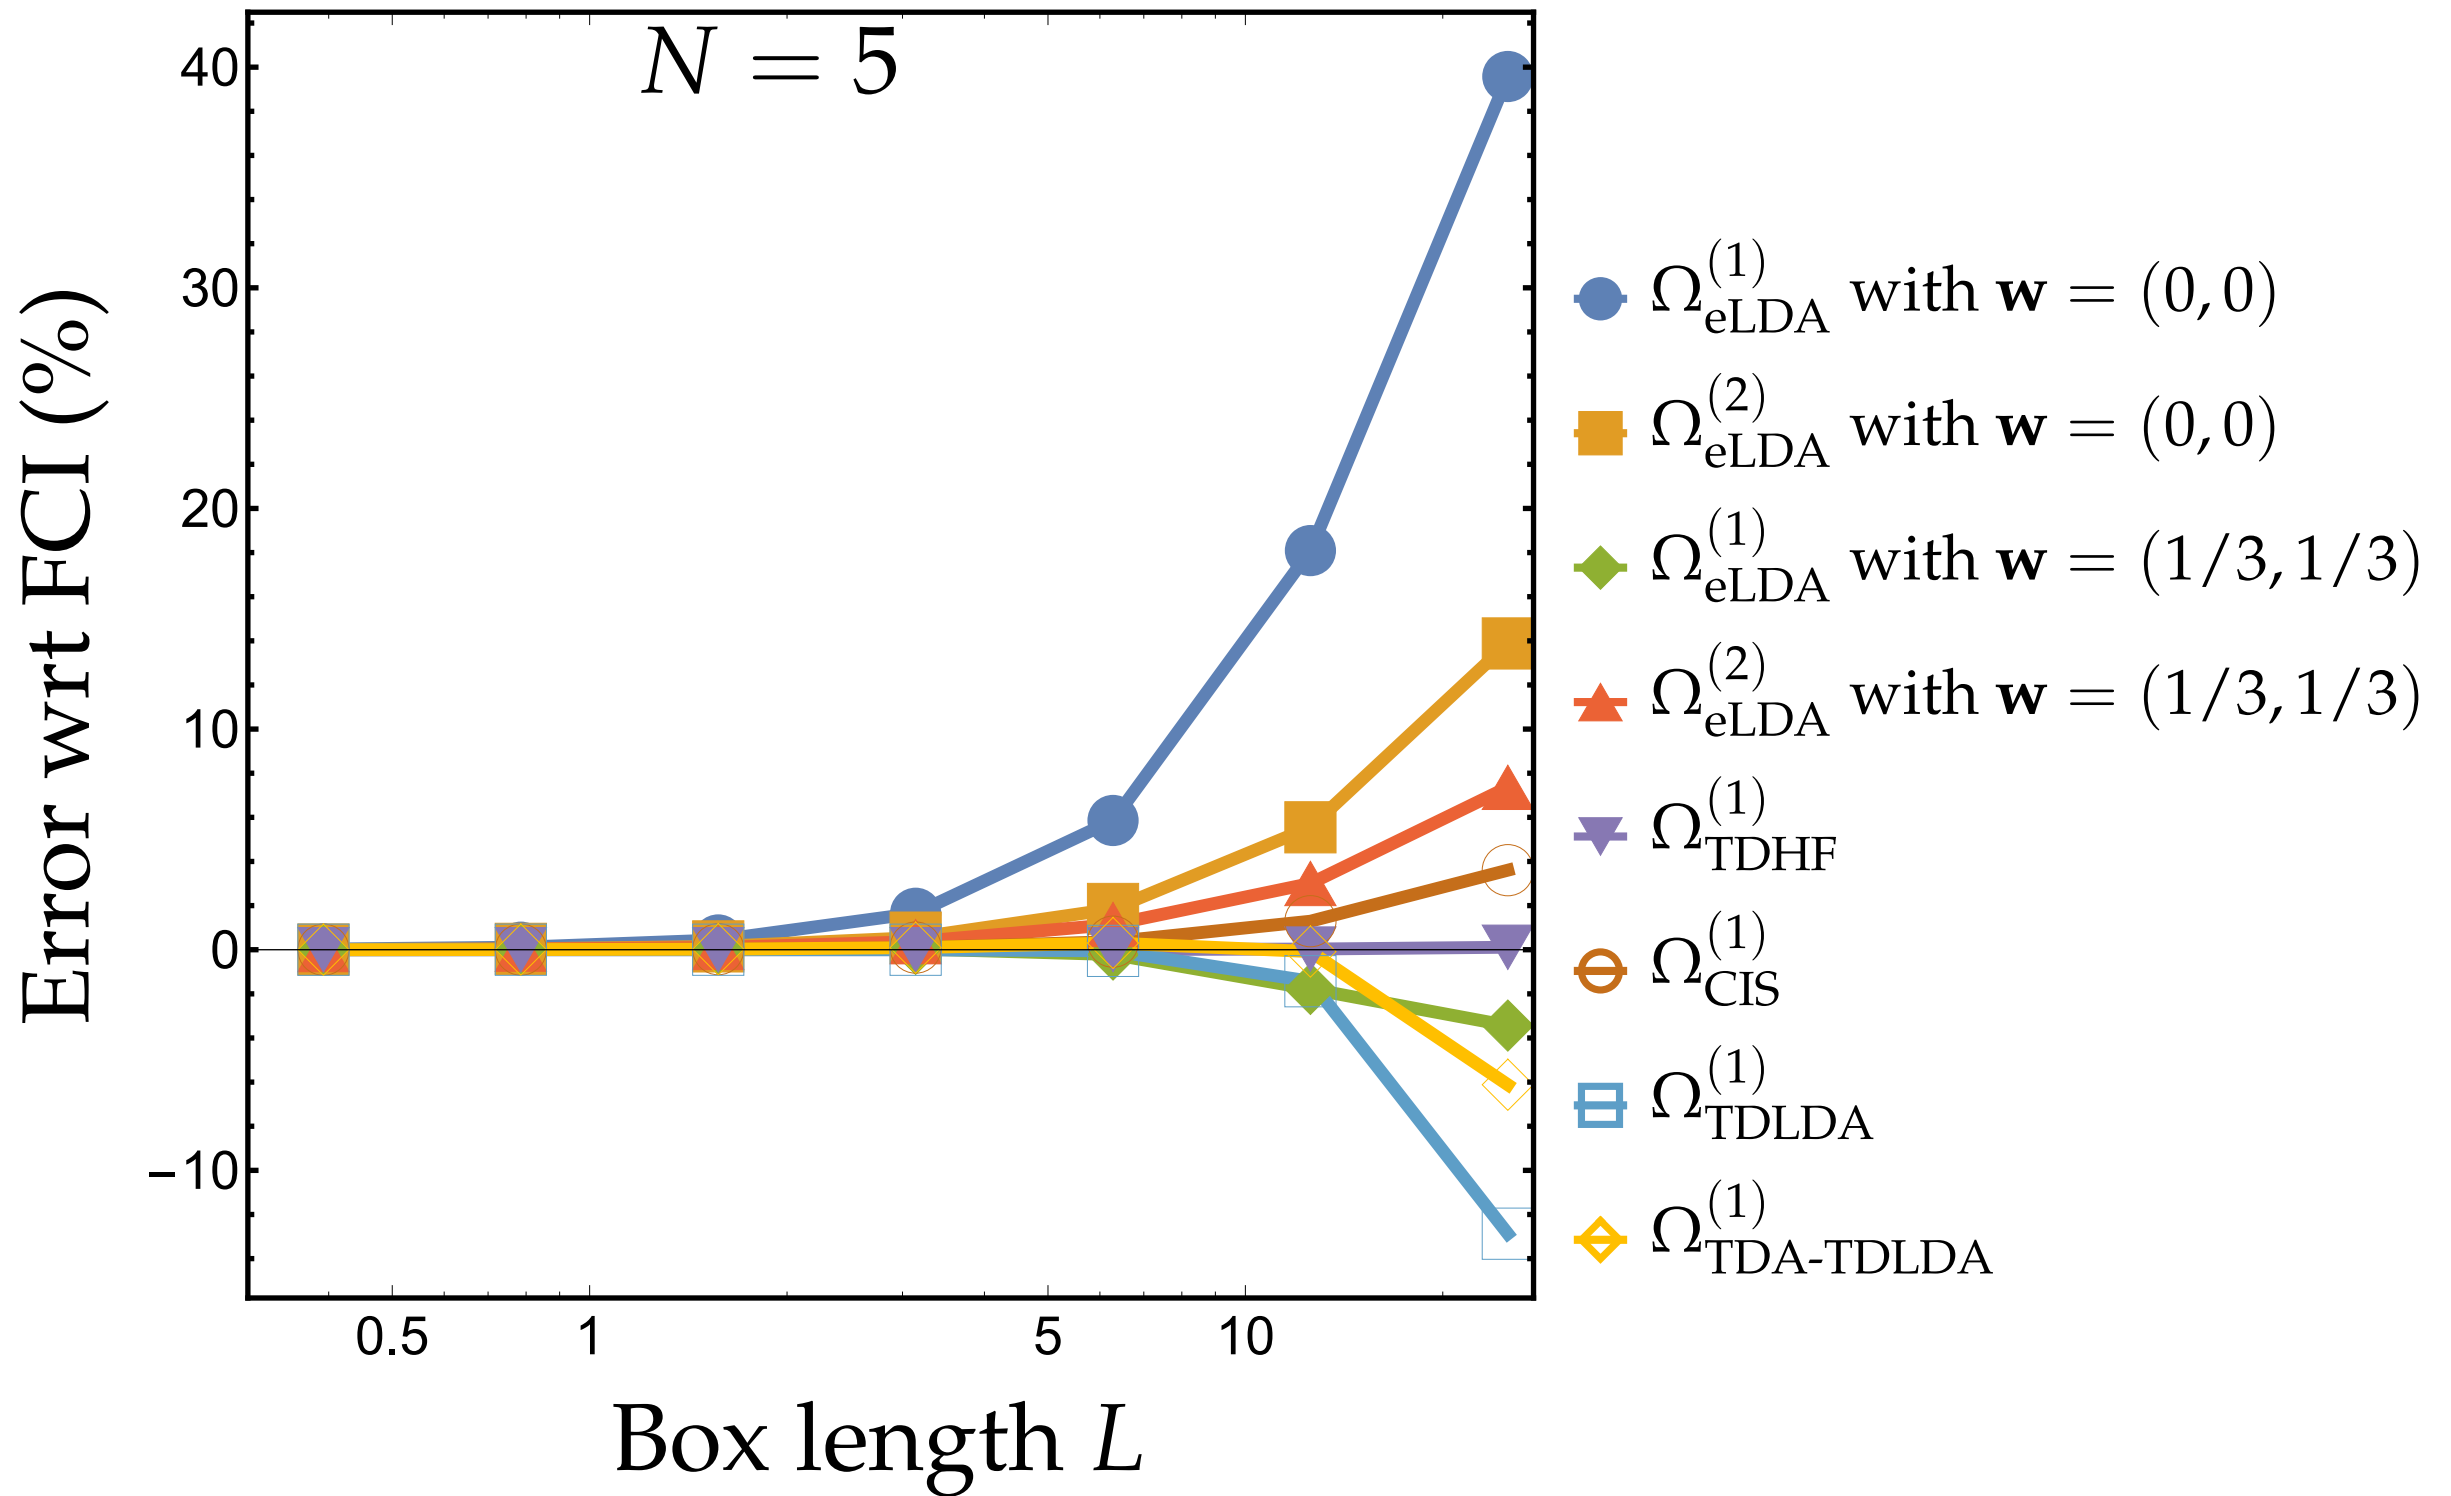 N = 5
Error wrt FCI (%)
40
30
20
10
0
−10
0.5 1 5 10
Box length L
Ω^(1)_eLDA with w = (0, 0)
Ω^(2)_eLDA with w = (0, 0)
Ω^(1)_eLDA with w = (1/3, 1/3)
Ω^(2)_eLDA with w = (1/3, 1/3)
Ω^(1)_TDHF
Ω^(1)_CIS
Ω^(1)_TDLDA
Ω^(1)_TDA-TDLDA